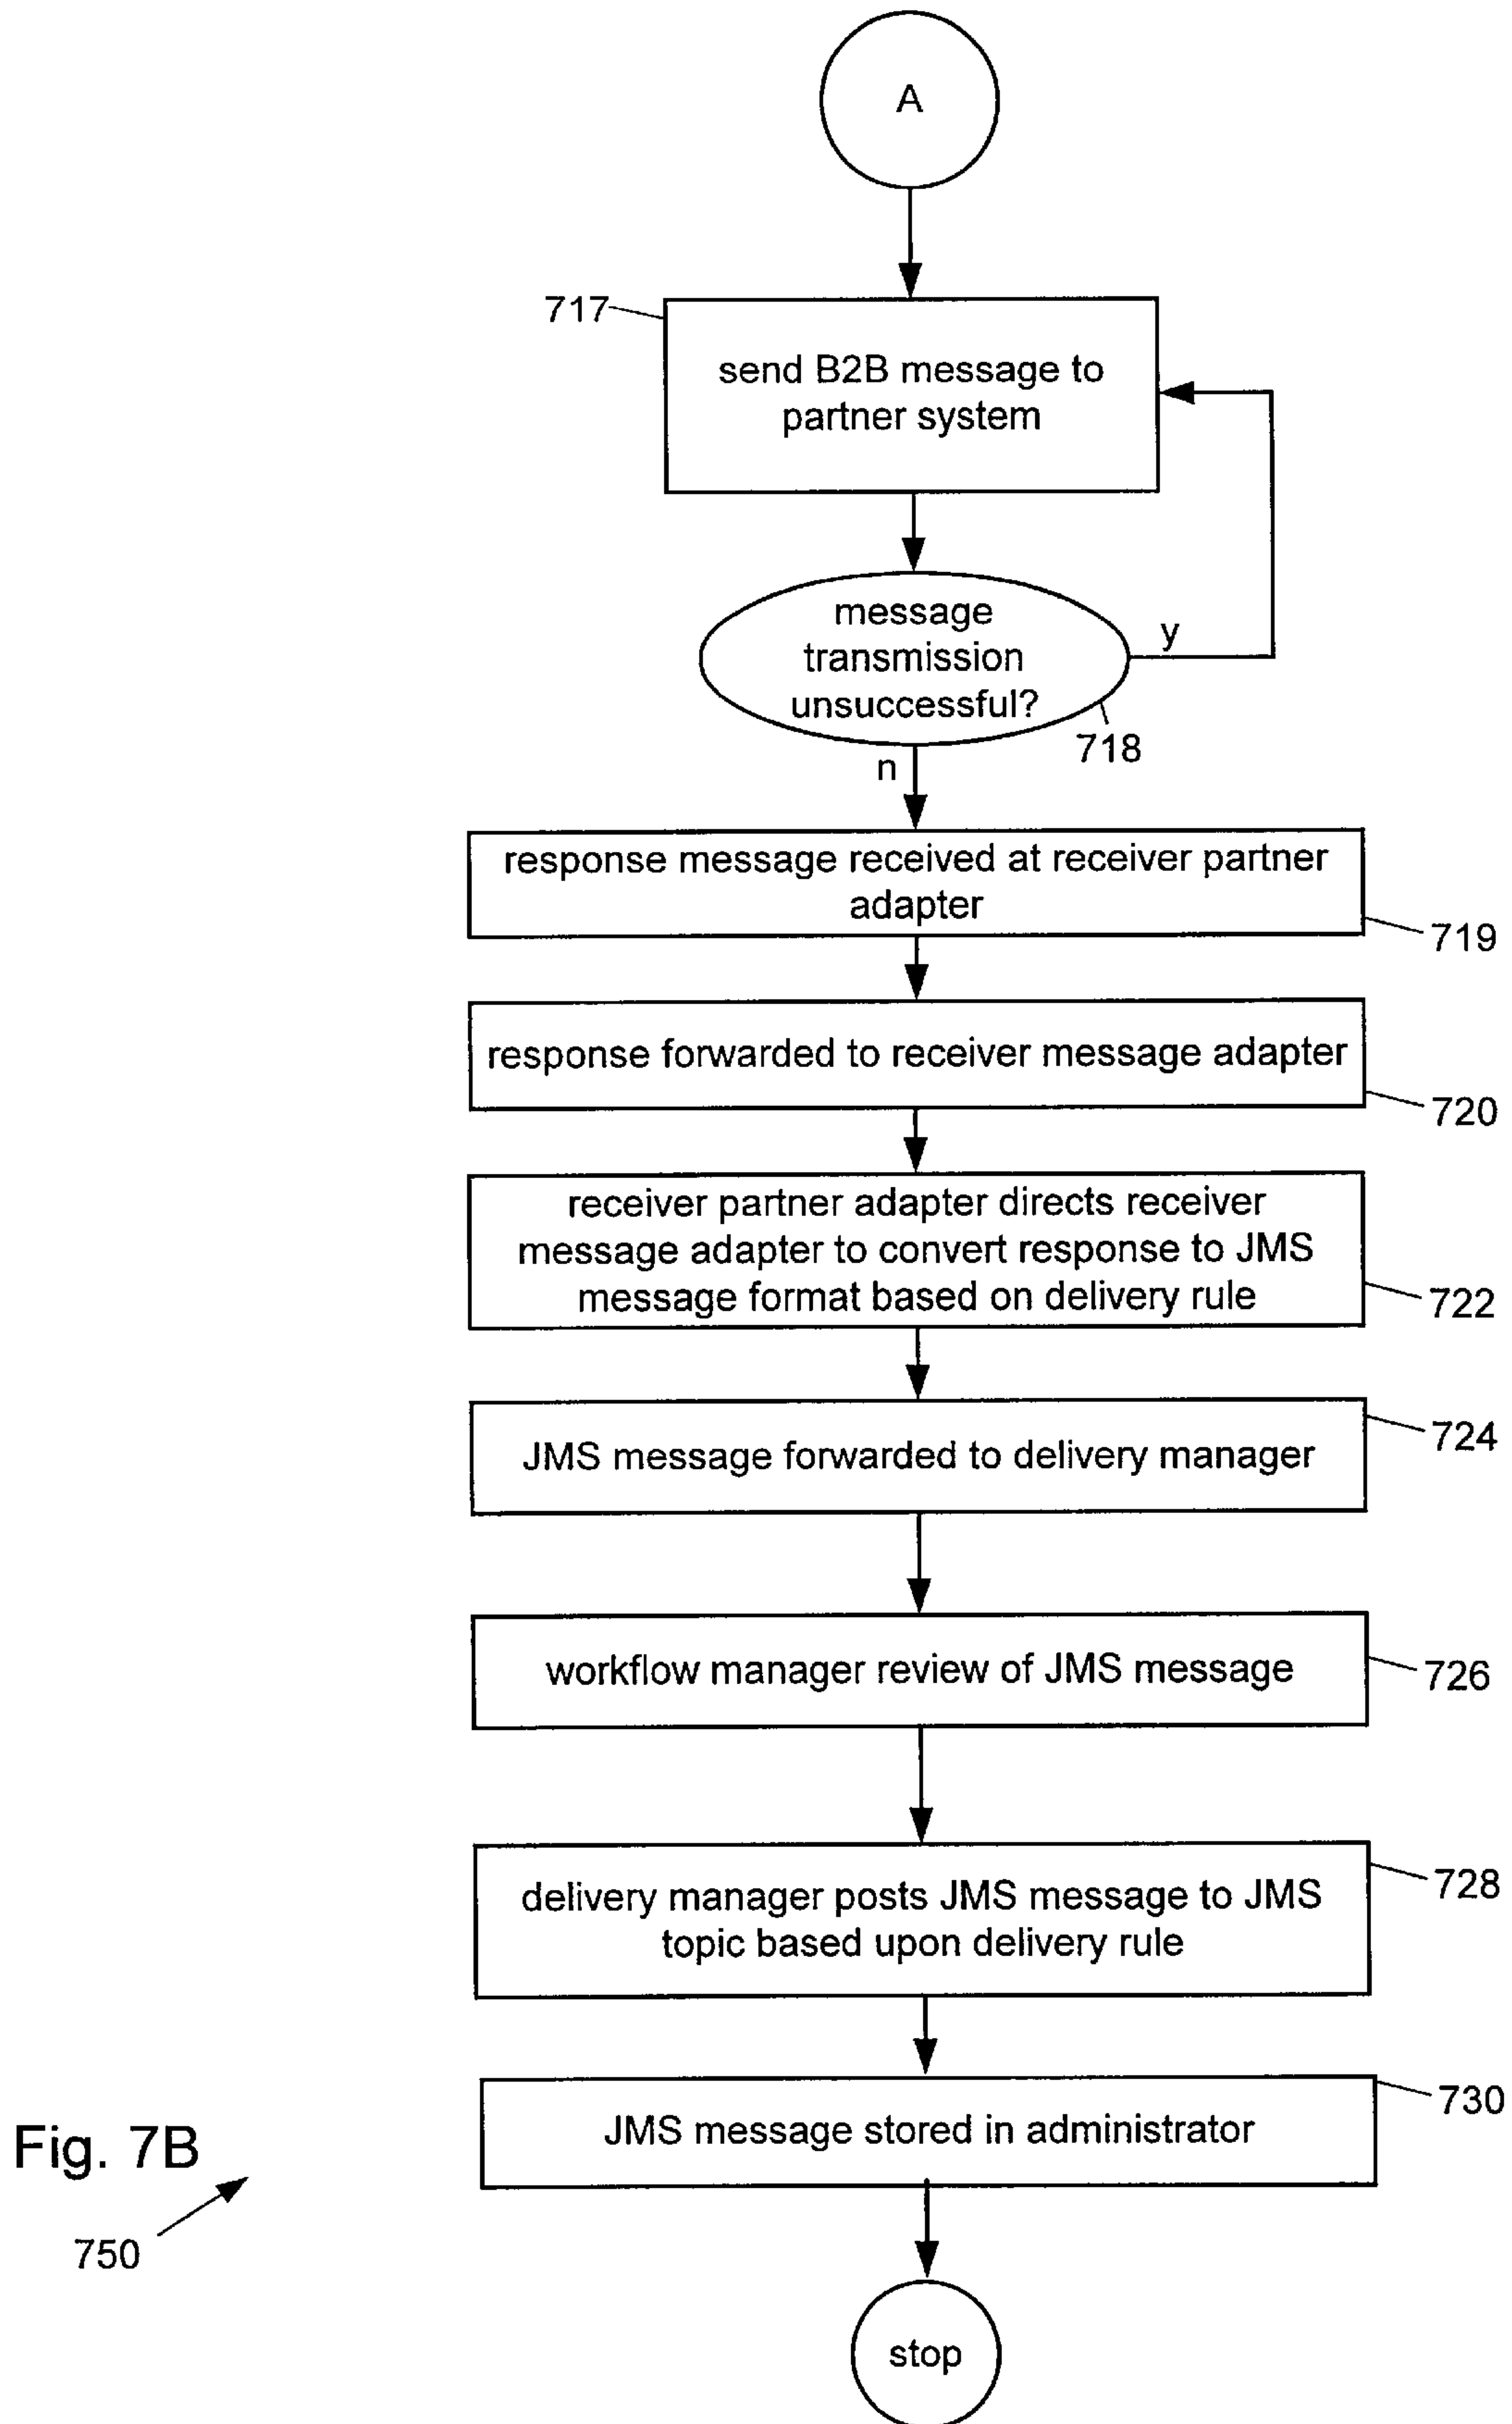 A
717
send B2B message to
partner system
message
transmission
unsuccessful?
y
718
n
response message received at receiver partner
adapter
719
response forwarded to receiver message adapter
720
receiver partner adapter directs receiver
message adapter to convert response to JMS
message format based on delivery rule
722
JMS message forwarded to delivery manager
724
workflow manager review of JMS message
726
delivery manager posts JMS message to JMS
topic based upon delivery rule
728
JMS message stored in administrator
730
Fig. 7B
750
stop